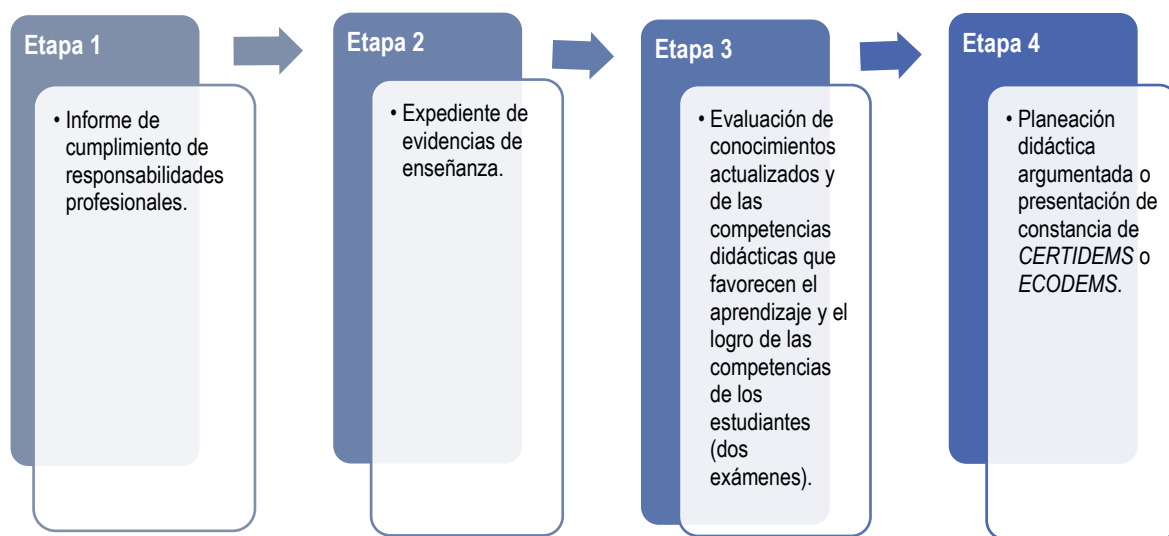 Etapa 1
• Informe de
cumplimiento de
responsabilidades
profesionales.
Etapa 2
• Expediente de
evidencias de
enseñanza.
Etapa 3
• Evaluación de
conocimientos
actualizados y
de las
competencias
didácticas que
favorecen el
aprendizaje y el
logro de las
competencias
de los
estudiantes
(dos
exámenes).
Etapa 4
• Planeación
didáctica
argumentada o
presentación de
constancia de
CERTIDEMS o
ECODEMS.